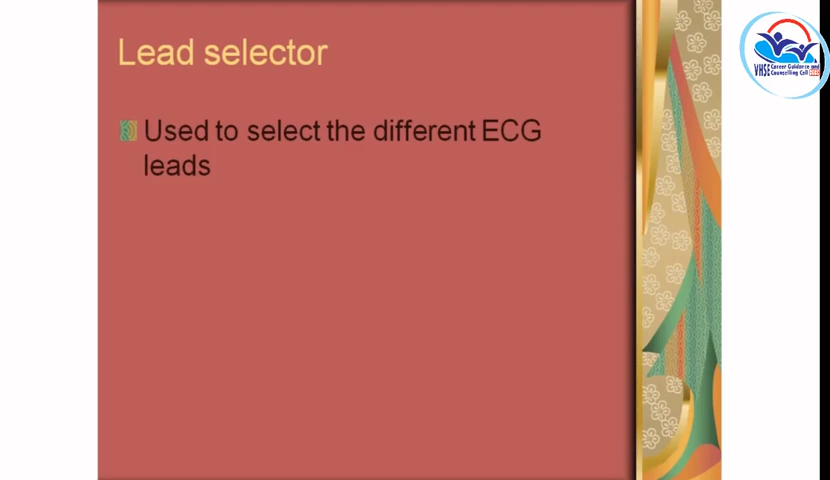 Lead selector
Used to select the different ECG
leads
VHSE Career Guidance and
Counselling Cell